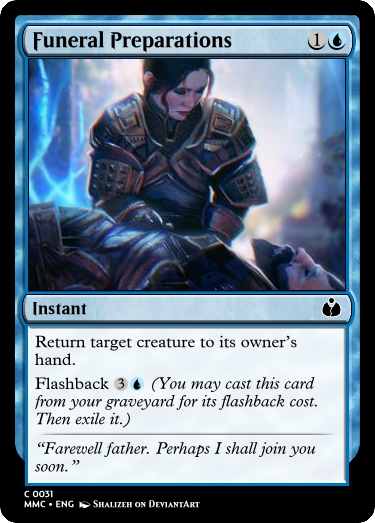 Funeral Preparations 1
Instant
Return target creature to its owner's
hand.
Flashback 3 (You may cast this card
from your graveyard for its flashback cost.
Then exile it.)
"Farewell father. Perhaps I shall join you
soon."
C 0031
MMC • ENG Shalizeh on DeviantArt